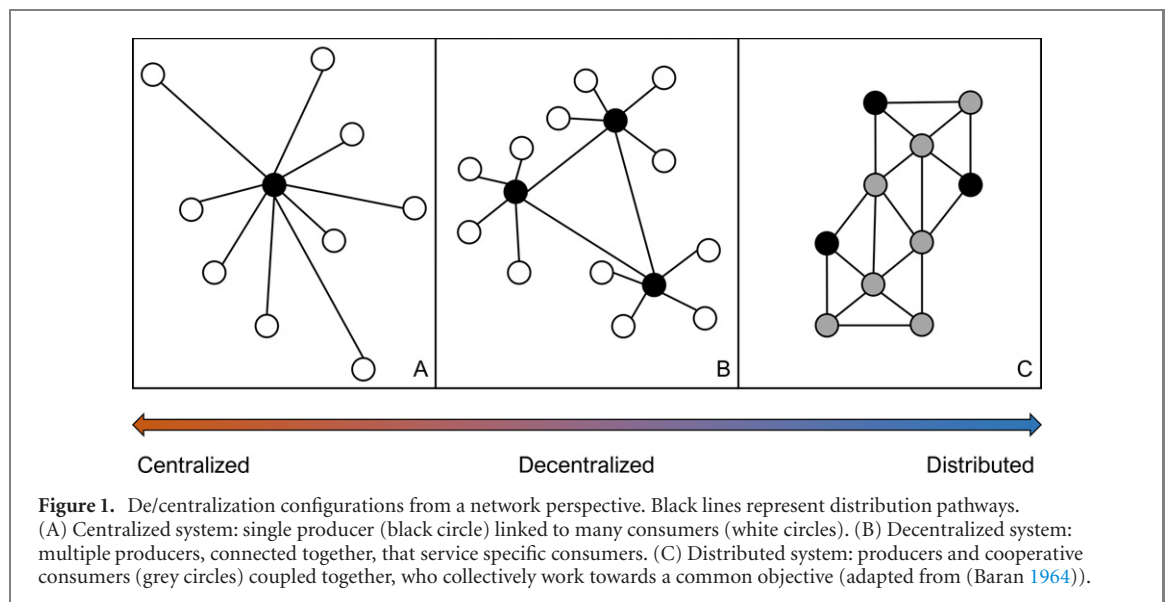 A
B
C
Centralized
Decentralized
Distributed
Figure 1. De/centralization configurations from a network perspective. Black lines represent distribution pathways.
(A) Centralized system: single producer (black circle) linked to many consumers (white circles). (B) Decentralized system:
multiple producers, connected together, that service specific consumers. (C) Distributed system: producers and cooperative
consumers (grey circles) coupled together, who collectively work towards a common objective (adapted from (Baran 1964)).